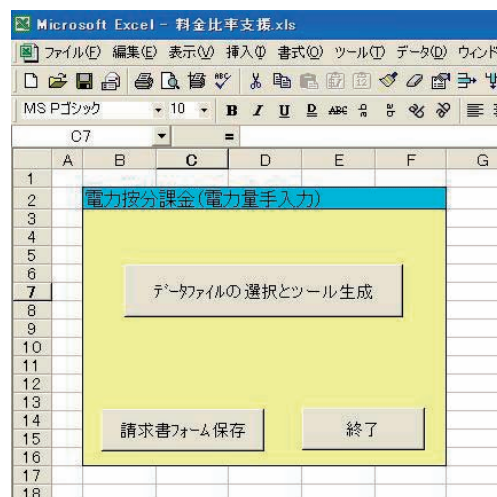 Microsoft Excel - 料金比率支援.xls
ファイル(F) 編集(E) 表示(V) 挿入(I) 書式(O) ツール(T) データ(D) ウィンド
MS Pゴシック 10 B I U D ABC
C7 =
A B C D E F G
1
2 電力按分課金(電力量手入力)
3
4
5
6
7 データファイルの選択とツール生成
8
9
10
11
12
13
14 請求書フォーム保存 終了
15
16
17
18